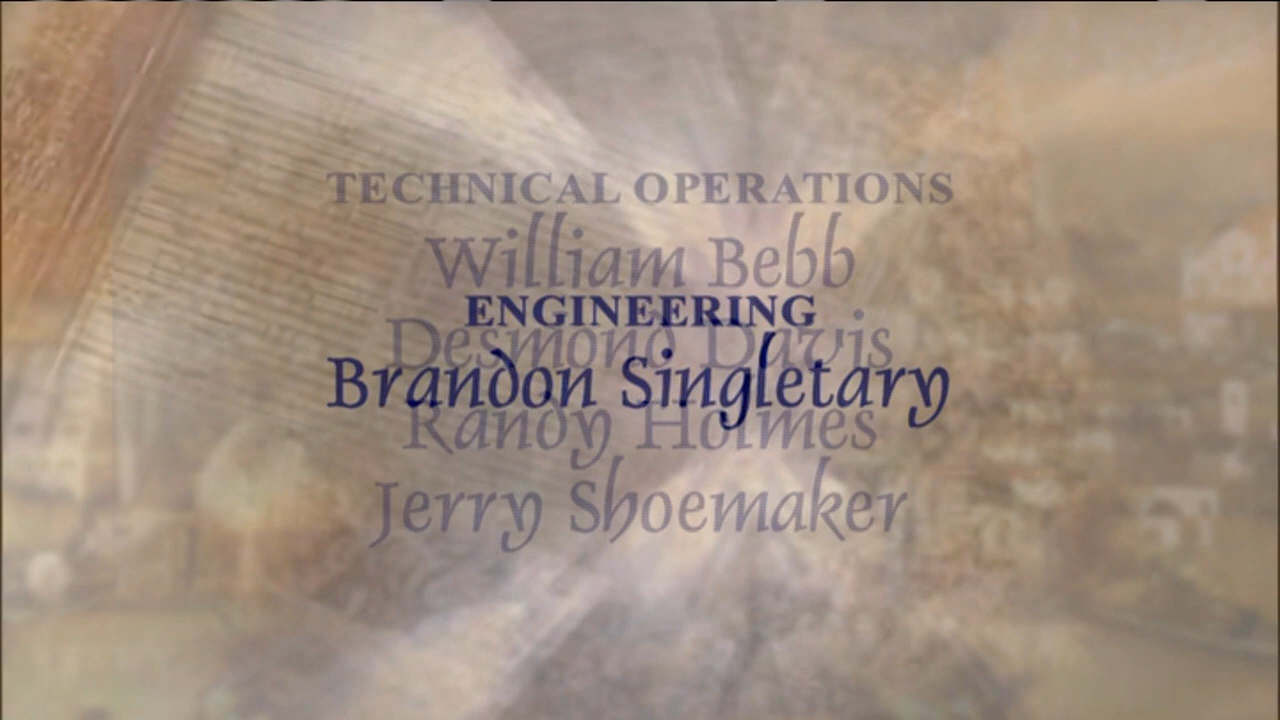 TECHNICAL OPERATIONS
William Bebb
ENGINEERING
Desmond Davis
Brandon Singletary
Randy Holmes
Jerry Shoemaker